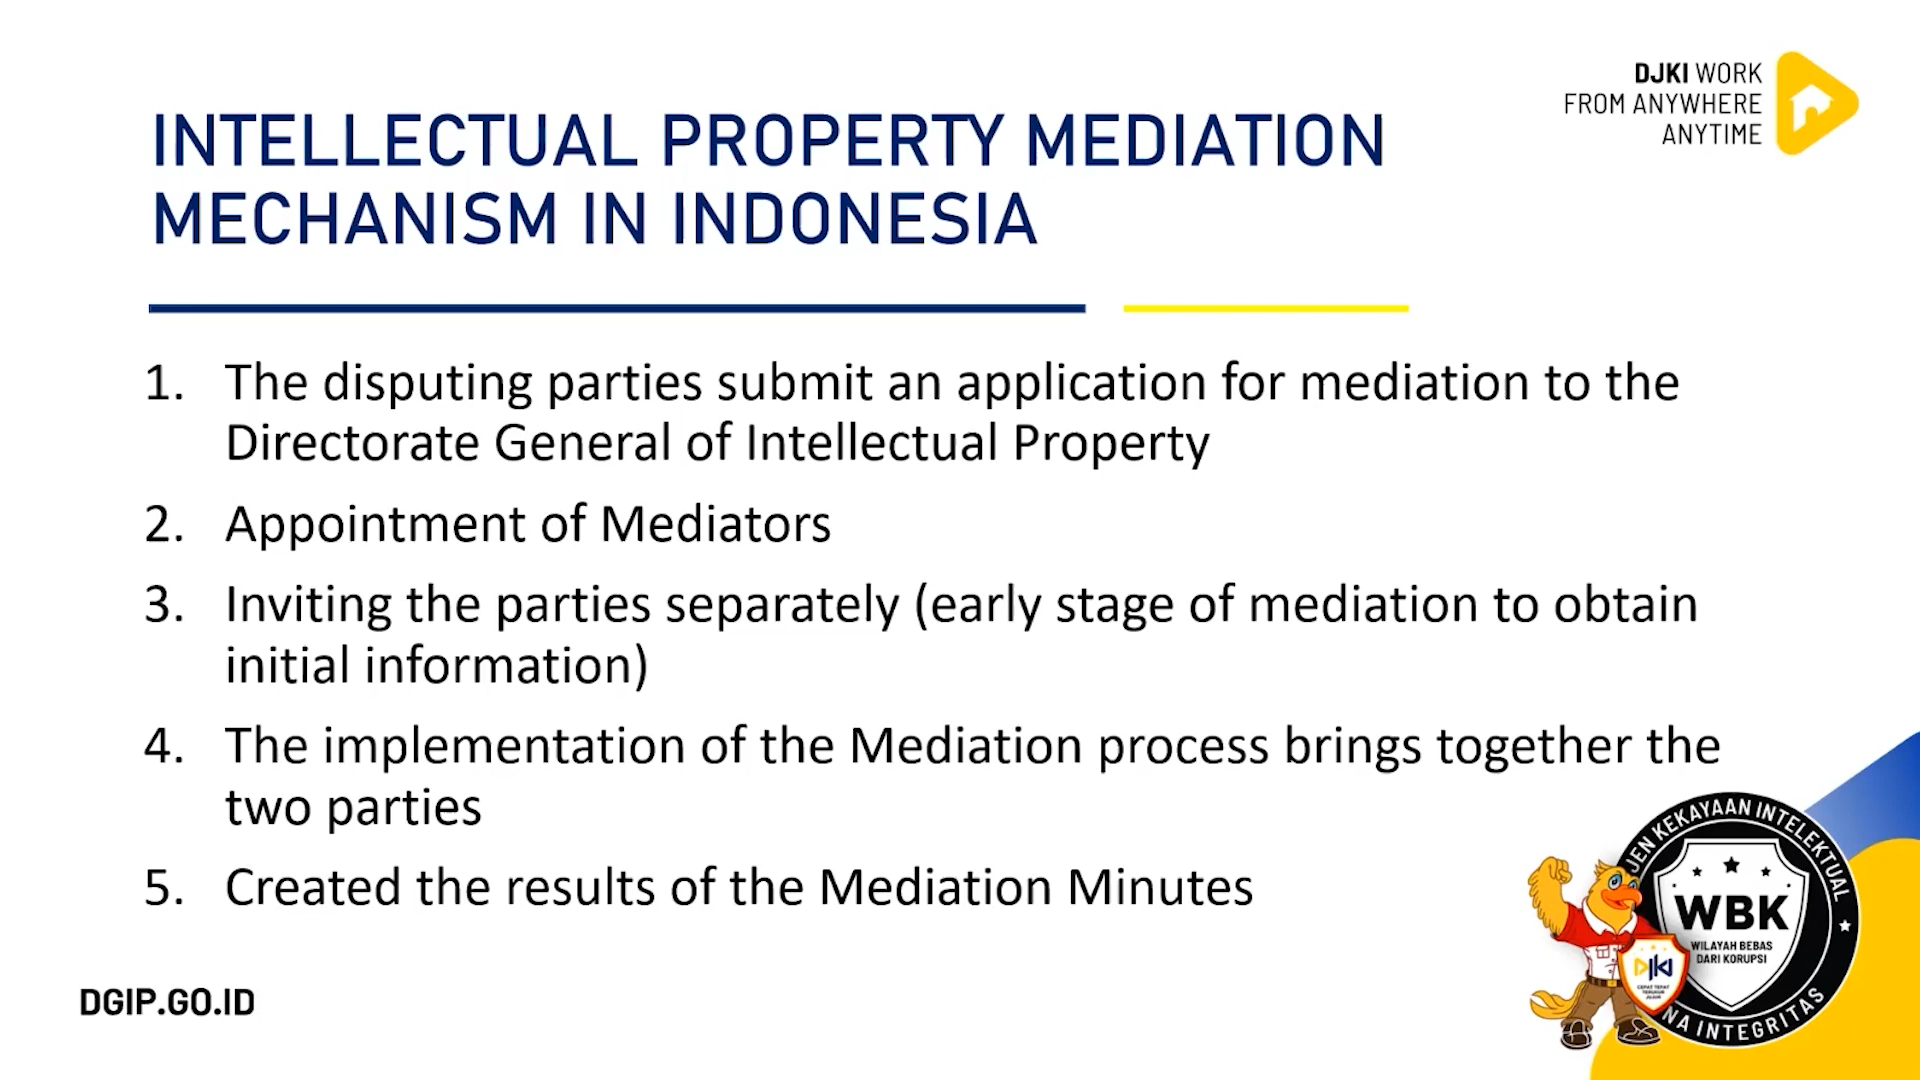 DJKI WORK
FROM ANYWHERE
ANYTIME
INTELLECTUAL PROPERTY MEDIATION
MECHANISM IN INDONESIA
1. The disputing parties submit an application for mediation to the
Directorate General of Intellectual Property
2. Appointment of Mediators
3. Inviting the parties separately (early stage of mediation to obtain
initial information)
4. The implementation of the Mediation process brings together the
two parties
5. Created the results of the Mediation Minutes
JEN KEKAYAAN INTELEKTUAL
WBK
WILAYAH BEBAS
DARI KORUPSI
NA INTEGRITAS
DJKI
CEPAT TEPAT
DGIP.GO.ID